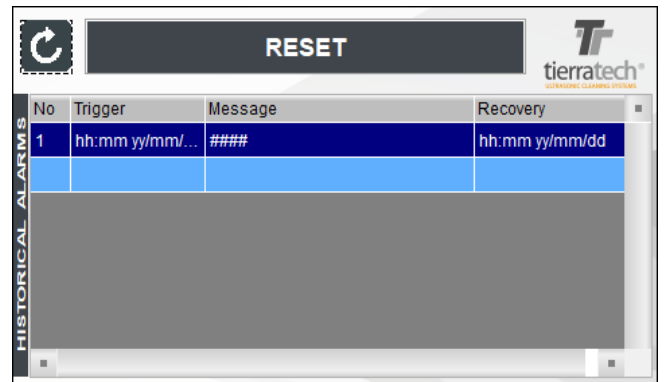 RESET
tierratech®
ULTRASONIC CLEANING SYSTEMS
HISTORICAL ALARMS
No Trigger Message Recovery
1 hh:mm yy/mm/... #### hh:mm yy/mm/dd